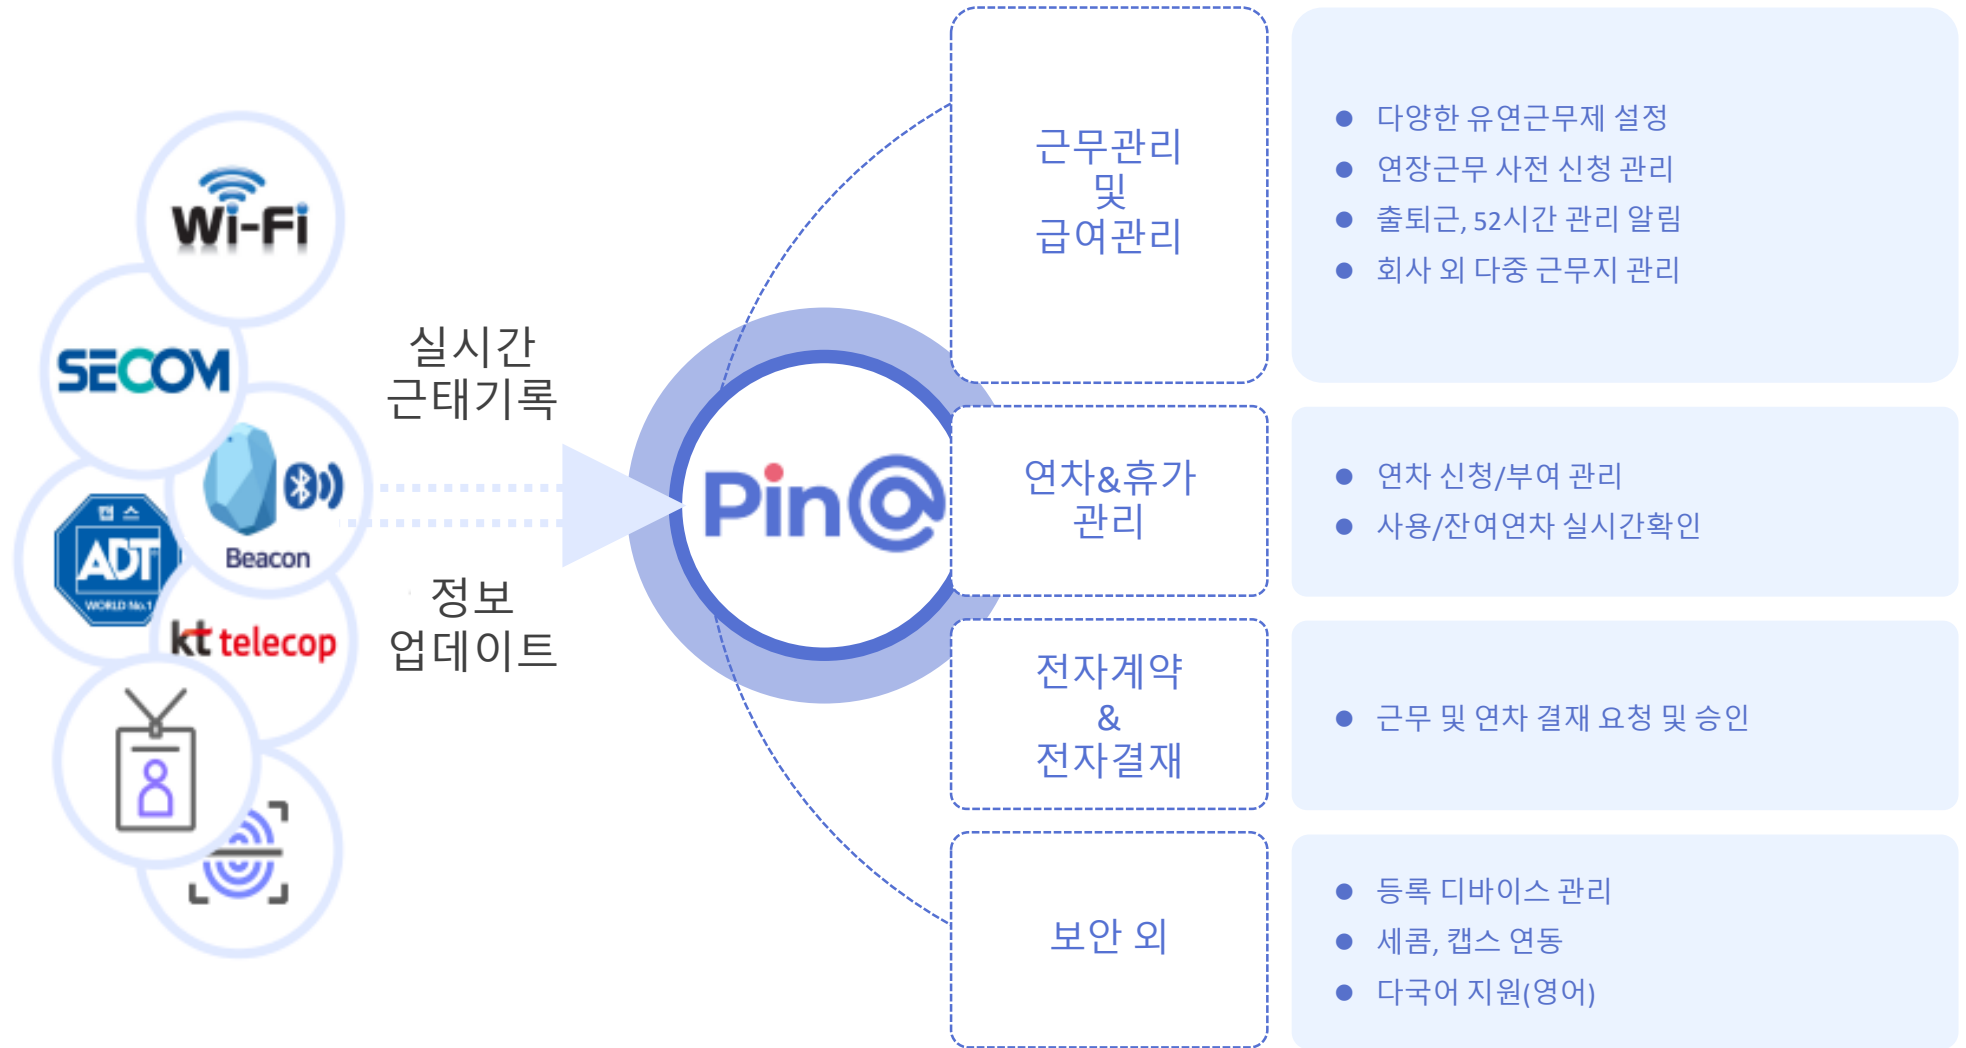 Wi-Fi
SECOM
Beacon
캡스
ADT
WORLD No.1
kt telecop
실시간
근태기록
정보
업데이트
Pin@
근무관리
및
급여관리
다양한 유연근무제 설정
연장근무 사전 신청 관리
출퇴근, 52시간 관리 알림
회사 외 다중 근무지 관리
연차&휴가
관리
연차 신청/부여 관리
사용/잔여연차 실시간확인
전자계약
&
전자결재
근무 및 연차 결재 요청 및 승인
보안 외
등록 디바이스 관리
세콤, 캡스 연동
다국어 지원(영어)